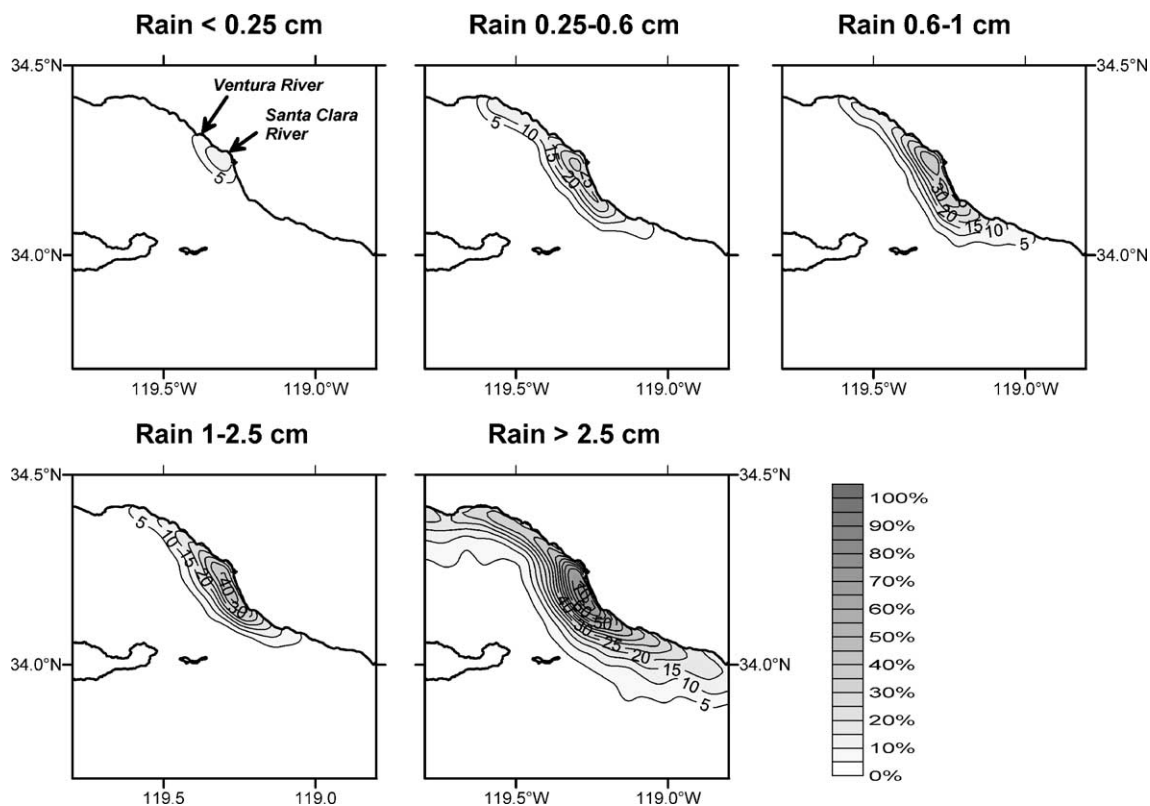 Rain < 0.25 cm
Rain 0.25-0.6 cm
Rain 0.6-1 cm
34.5°N
34.5°N
Ventura River
Santa Clara
River
5
5 10 15 20 25
30 20 15 10 5
34.0°N
34.0°N
119.5°W
119.0°W
119.5°W
119.0°W
119.5°W
119.0°W
Rain 1-2.5 cm
Rain > 2.5 cm
34.5°N
34.5°N
5 10 15 20 40 30
40 30 50 25 20 15 10 5
34.0°N
34.0°N
119.5
119.0
119.5°W
119.0°W
100%
90%
80%
70%
60%
50%
40%
30%
20%
10%
0%